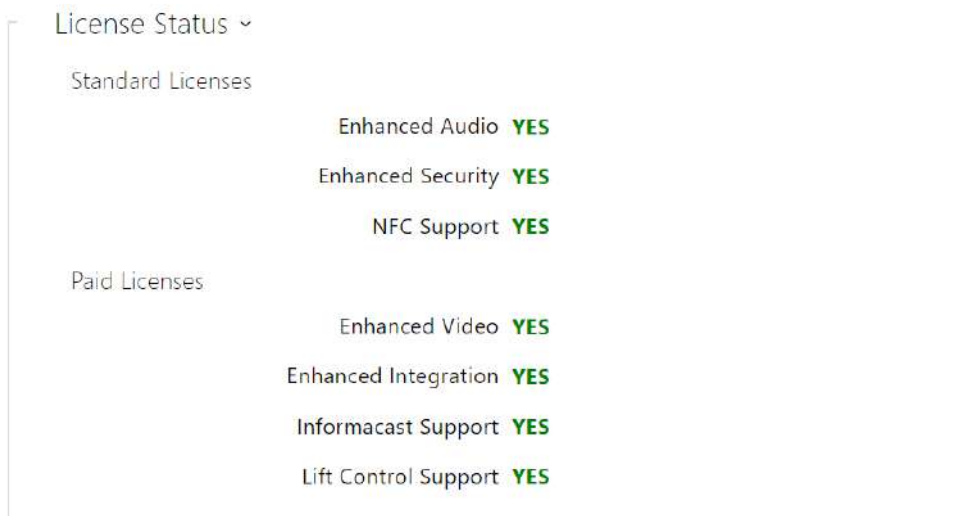 License Status
Standard Licenses
Enhanced Audio YES
Enhanced Security YES
NFC Support YES
Paid Licenses
Enhanced Video YES
Enhanced Integration YES
Informacast Support YES
Lift Control Support YES